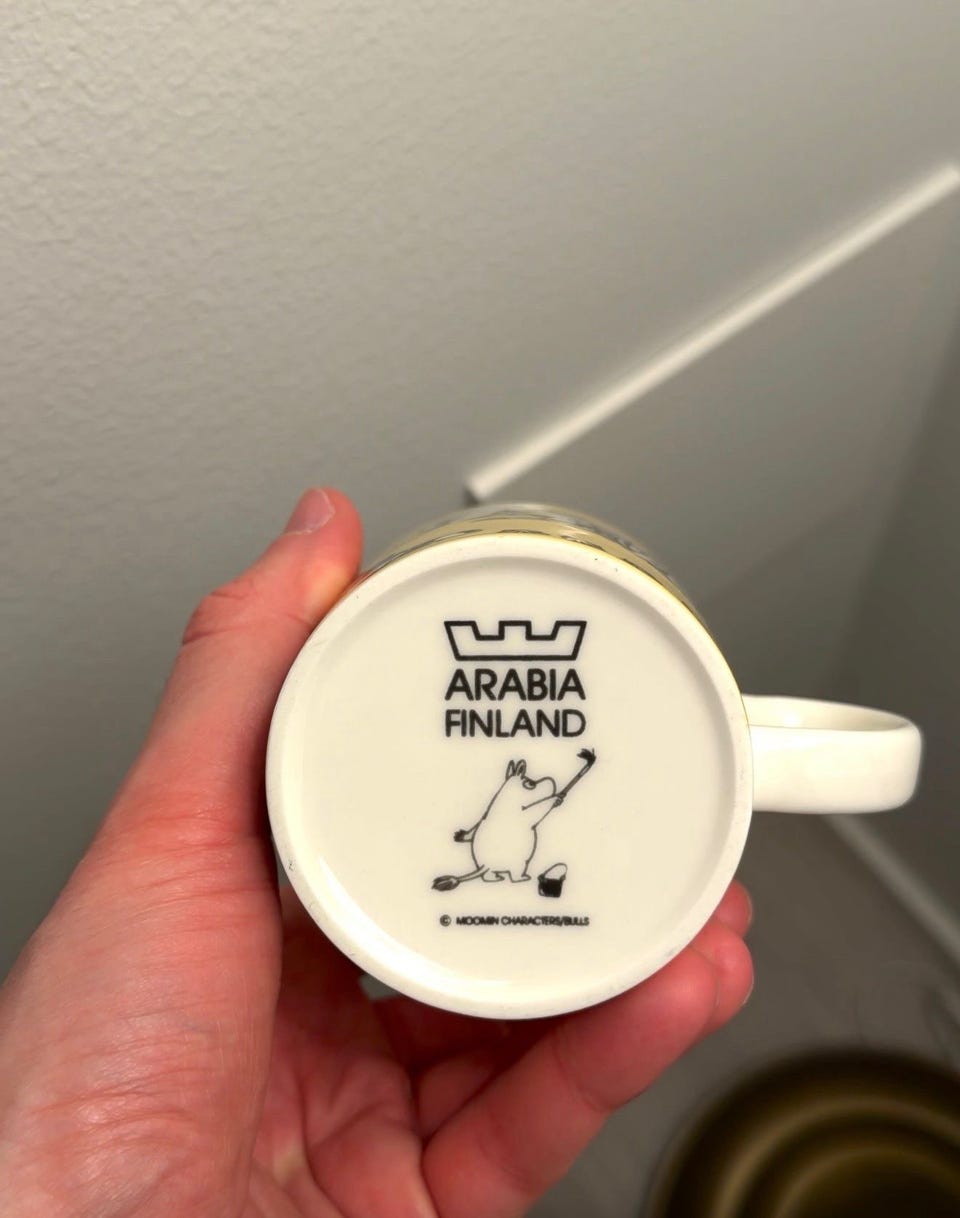 ARABIA
FINLAND
© MOOMIN CHARACTERS/BULLS